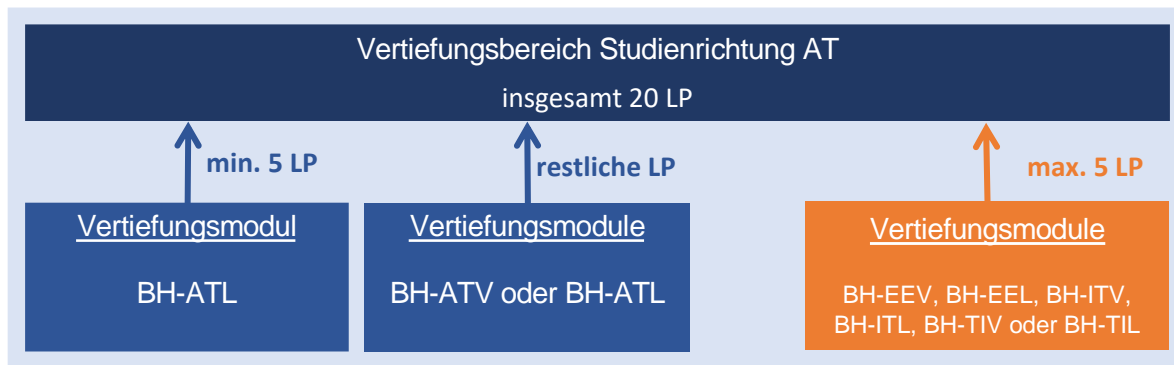 Vertiefungsbereich Studienrichtung AT
insgesamt 20 LP
min. 5 LP
restliche LP
max. 5 LP
Vertiefungsmodul
BH-ATL
Vertiefungsmodule
BH-ATV oder BH-ATL
Vertiefungsmodule
BH-EEV, BH-EEL, BH-ITV,
BH-ITL, BH-TIV oder BH-TIL